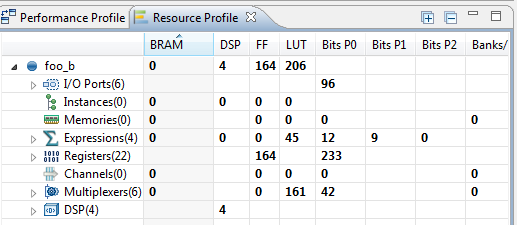 Performance Profile Resource Profile
BRAM DSP FF LUT Bits P0 Bits P1 Bits P2 Banks/
foo_b 0 4 164 206
I/O Ports(6) 96
Instances(0) 0 0 0 0
Memories(0) 0 0 0 0 0
Expressions(4) 0 0 0 45 12 9 0
Registers(22) 164 233
Channels(0) 0 0 0 0 0
Multiplexers(6) 0 0 161 42 0
DSP(4) 4